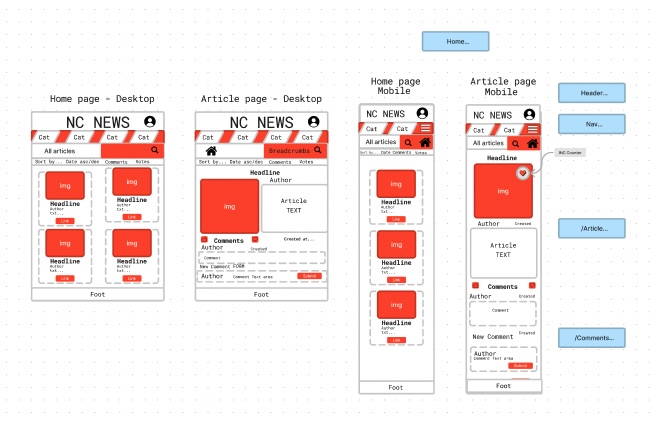 Home...
Home page - Desktop
NC NEWS
Cat Cat Cat Cat
All articles
Sort by... Date asc/dec Comments Votes
img
Headline
Author
txt...
Link
img
Headline
Author
txt...
Link
img
Headline
Author
txt...
Link
img
Headline
Author
txt...
Link
Foot
Article page - Desktop
NC NEWS
Cat Cat Cat Cat
Breadcrumbs
Sort by... Date asc/dec Comments Votes
Headline
Author
img
Article
TEXT
Comments
Created at...
Author
Created
Comment
New Comment FORM
Author
Comment Text area
Submit
Foot
Home page
Mobile
NC NEWS
Cat Cat
All articles
Sort by... Date Comments Votes
img
Headline
Author
txt...
Link
img
Headline
Author
txt...
Link
img
Headline
Author
txt...
Link
Foot
Article page
Mobile
NC NEWS
Cat Cat
All articles
Headline
img
Author
Created
Article
TEXT
Comments
Author
Created
Comment
New Comment
Created
Author
Comment Text area
Submit
Foot
Header...
Nav...
INC Counter
/Article...
/Comments...